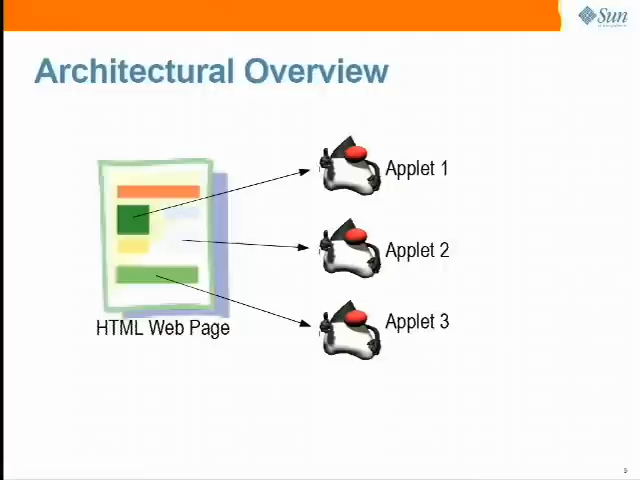 Sun
Architectural Overview
Applet 1
Applet 2
Applet 3
HTML Web Page